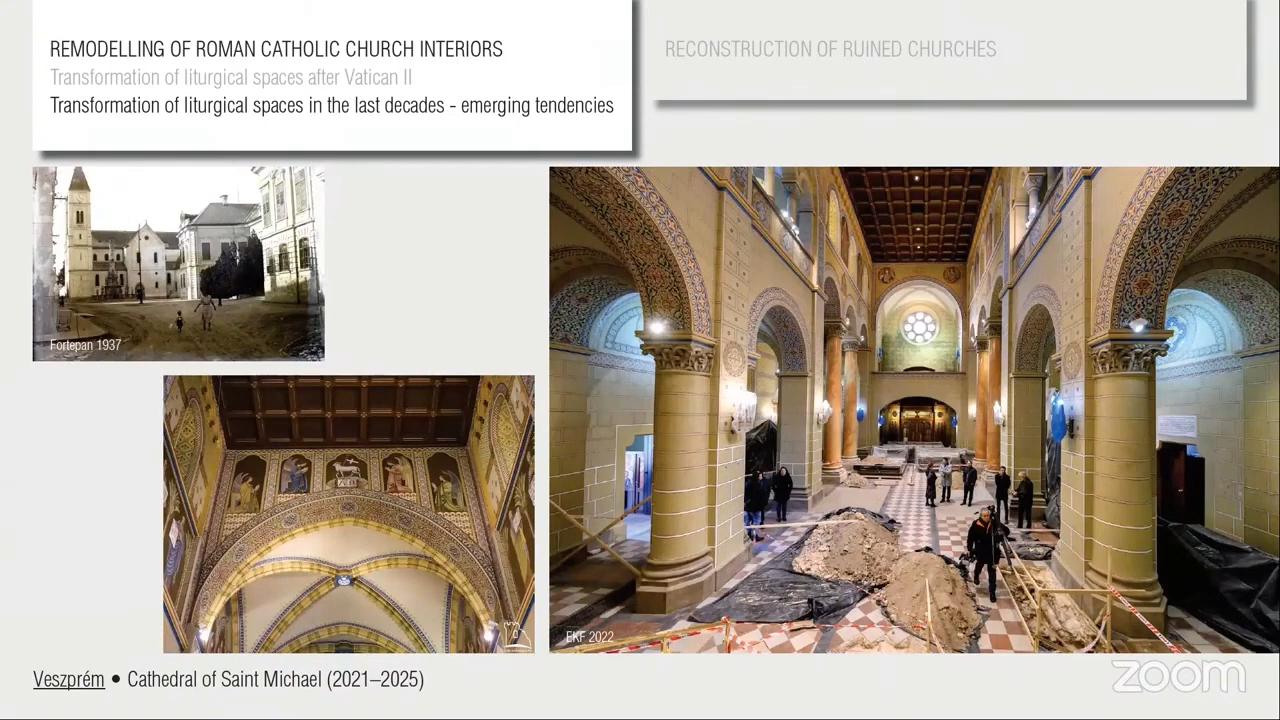 REMODELLING OF ROMAN CATHOLIC CHURCH INTERIORS
Transformation of liturgical spaces after Vatican II
Transformation of liturgical spaces in the last decades - emerging tendencies
RECONSTRUCTION OF RUINED CHURCHES
Fortepan 1937
EKF 2022
Veszprém • Cathedral of Saint Michael (2021–2025)
zoom